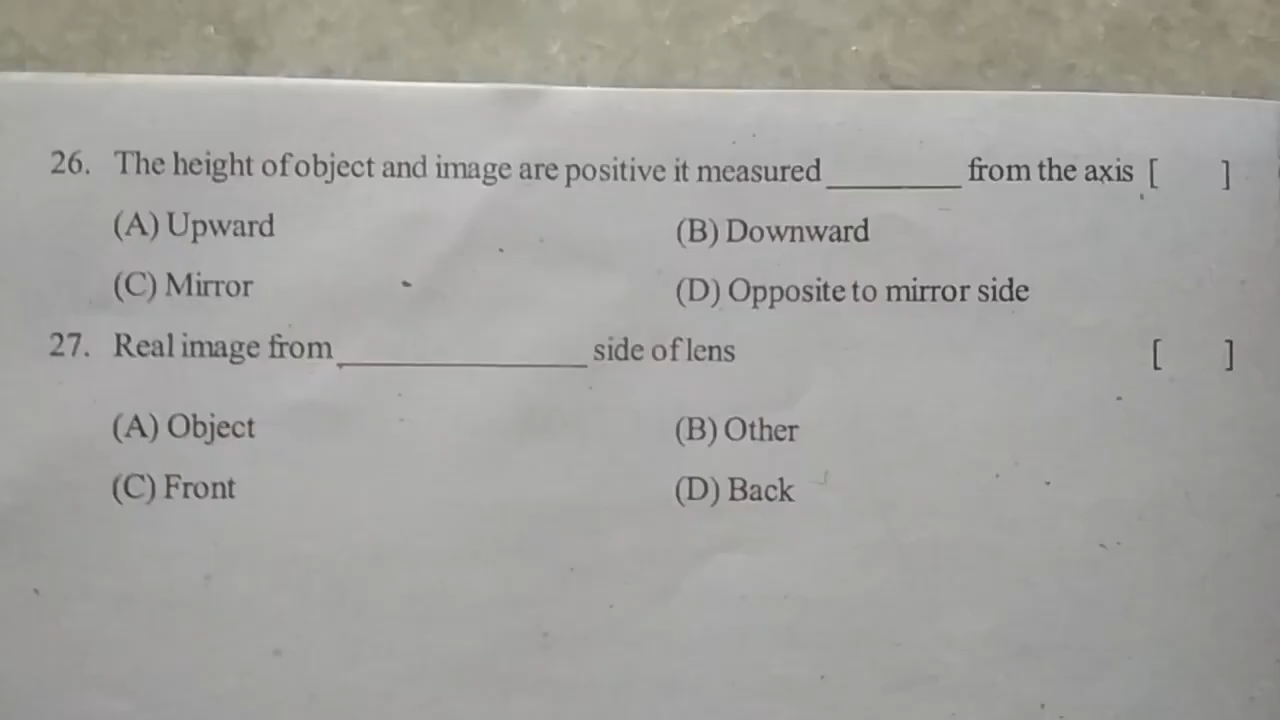 26. The height of object and image are positive it measured ________ from the axis [ ]
(A) Upward (B) Downward
(C) Mirror (D) Opposite to mirror side
27. Real image from ________________ side of lens [ ]
(A) Object (B) Other
(C) Front (D) Back